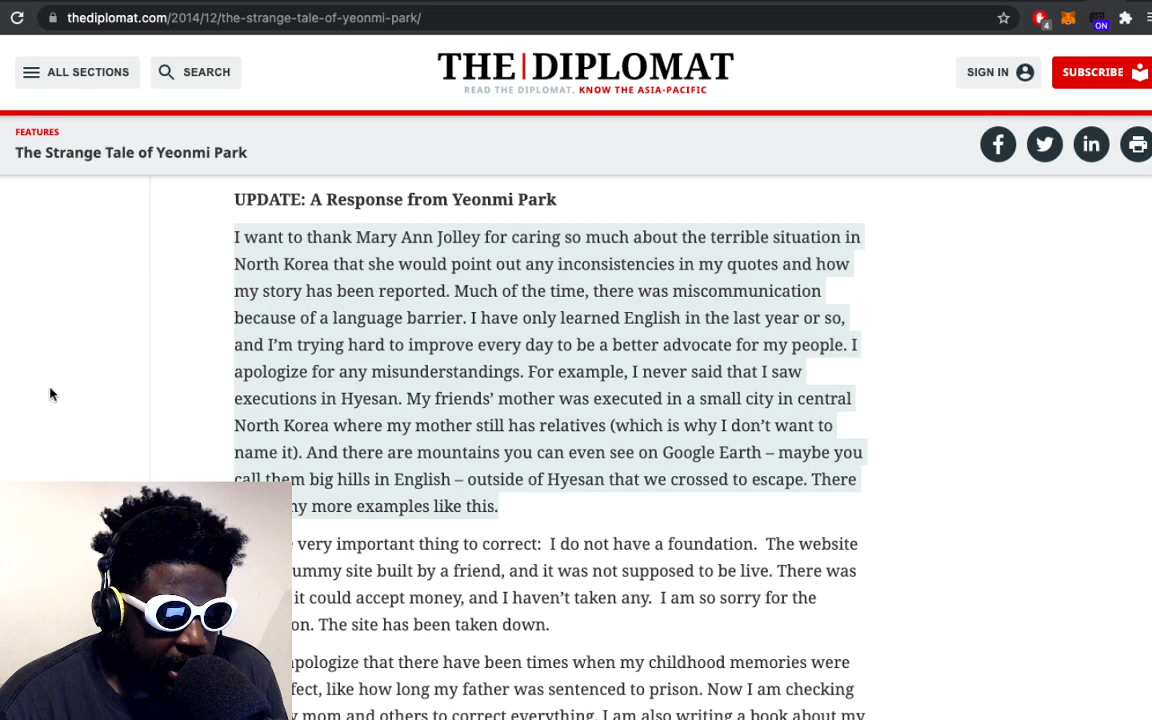 thediplomat.com/2014/12/the-strange-tale-of-yeonmi-park/
4
ON
ALL SECTIONS
SEARCH
THE|DIPLOMAT
READ THE DIPLOMAT, KNOW THE ASIA-PACIFIC
SIGN IN
SUBSCRIBE
FEATURES
The Strange Tale of Yeonmi Park
UPDATE: A Response from Yeonmi Park
I want to thank Mary Ann Jolley for caring so much about the terrible situation in
North Korea that she would point out any inconsistencies in my quotes and how
my story has been reported. Much of the time, there was miscommunication
because of a language barrier. I have only learned English in the last year or so,
and I’m trying hard to improve every day to be a better advocate for my people. I
apologize for any misunderstandings. For example, I never said that I saw
executions in Hyesan. My friends’ mother was executed in a small city in central
North Korea where my mother still has relatives (which is why I don’t want to
name it). And there are mountains you can even see on Google Earth – maybe you
call them big hills in English – outside of Hyesan that we crossed to escape. There
more examples like this.
very important thing to correct: I do not have a foundation. The website
site built by a friend, and it was not supposed to be live. There was
it could accept money, and I haven’t taken any. I am so sorry for the
The site has been taken down.
that there have been times when my childhood memories were
like how long my father was sentenced to prison. Now I am checking
mom and others to correct everything. I am also writing a book about my